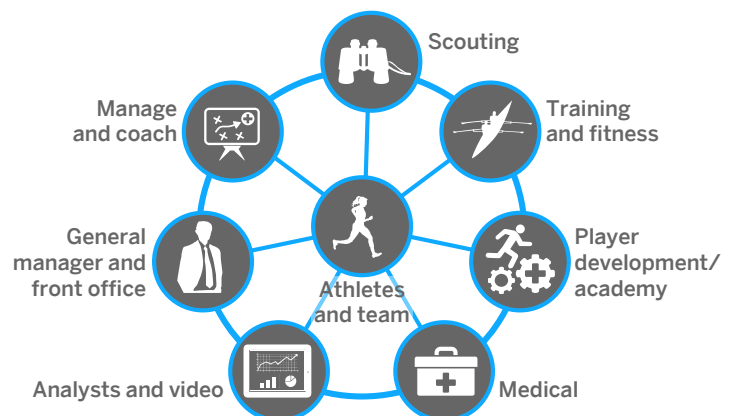 Scouting
Manage
and coach
Training
and fitness
General
manager and
front office
Player
development/
academy
Athletes
and team
Analysts and video
Medical